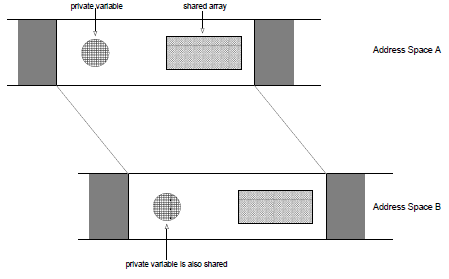 private variable
shared array
Address Space A
Address Space B
private variable is also shared